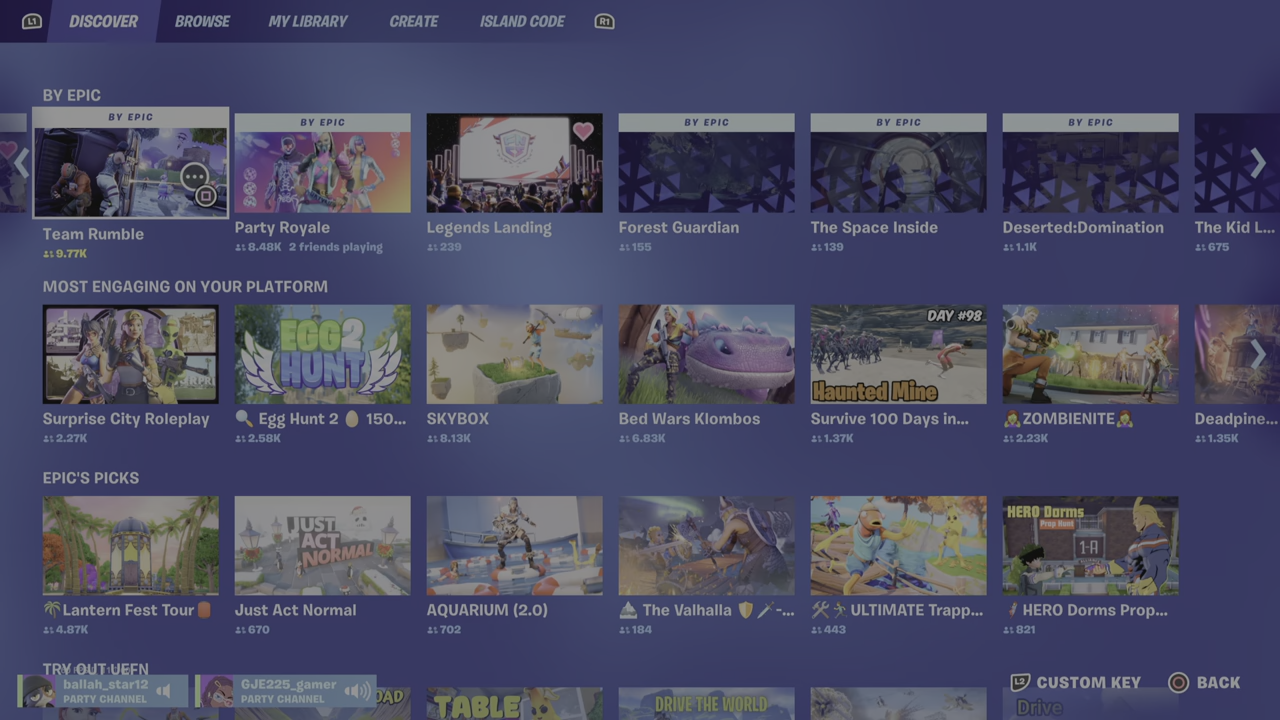 L1 DISCOVER BROWSE MY LIBRARY CREATE ISLAND CODE R1
BY EPIC
BY EPIC BY EPIC BY EPIC BY EPIC BY EPIC
Team Rumble Party Royale Legends Landing Forest Guardian The Space Inside Deserted:Domination The Kid L...
9.77K 8.48K 2 friends playing 239 155 139 1.1K 675
MOST ENGAGING ON YOUR PLATFORM
EGG HUNT 2
DAY #98
Haunted Mine
Surprise City Roleplay 🔍 Egg Hunt 2 🥚 150... SKYBOX Bed Wars Klombos Survive 100 Days in... 🧟‍♀️ZOMBIENITE🧟‍♀️ Deadpine...
2.27K 2.58K 8.13K 6.83K 1.37K 2.23K 1.35K
EPIC'S PICKS
JUST ACT NORMAL
HERO Dorms
Prop Hunt
1-A
🌴Lantern Fest Tour🏮 Just Act Normal AQUARIUM (2.0) 🏔 The Valhalla 🛡🗡-... 🛠🏃 ULTIMATE Trapp... HERO Dorms Prop...
4.87K 670 702 184 443 821
TRY OUT UEFN
ballah_star12 GJE225_gamer
PARTY CHANNEL PARTY CHANNEL
TABLE DRIVE THE WORLD Drive
L2 CUSTOM KEY BACK